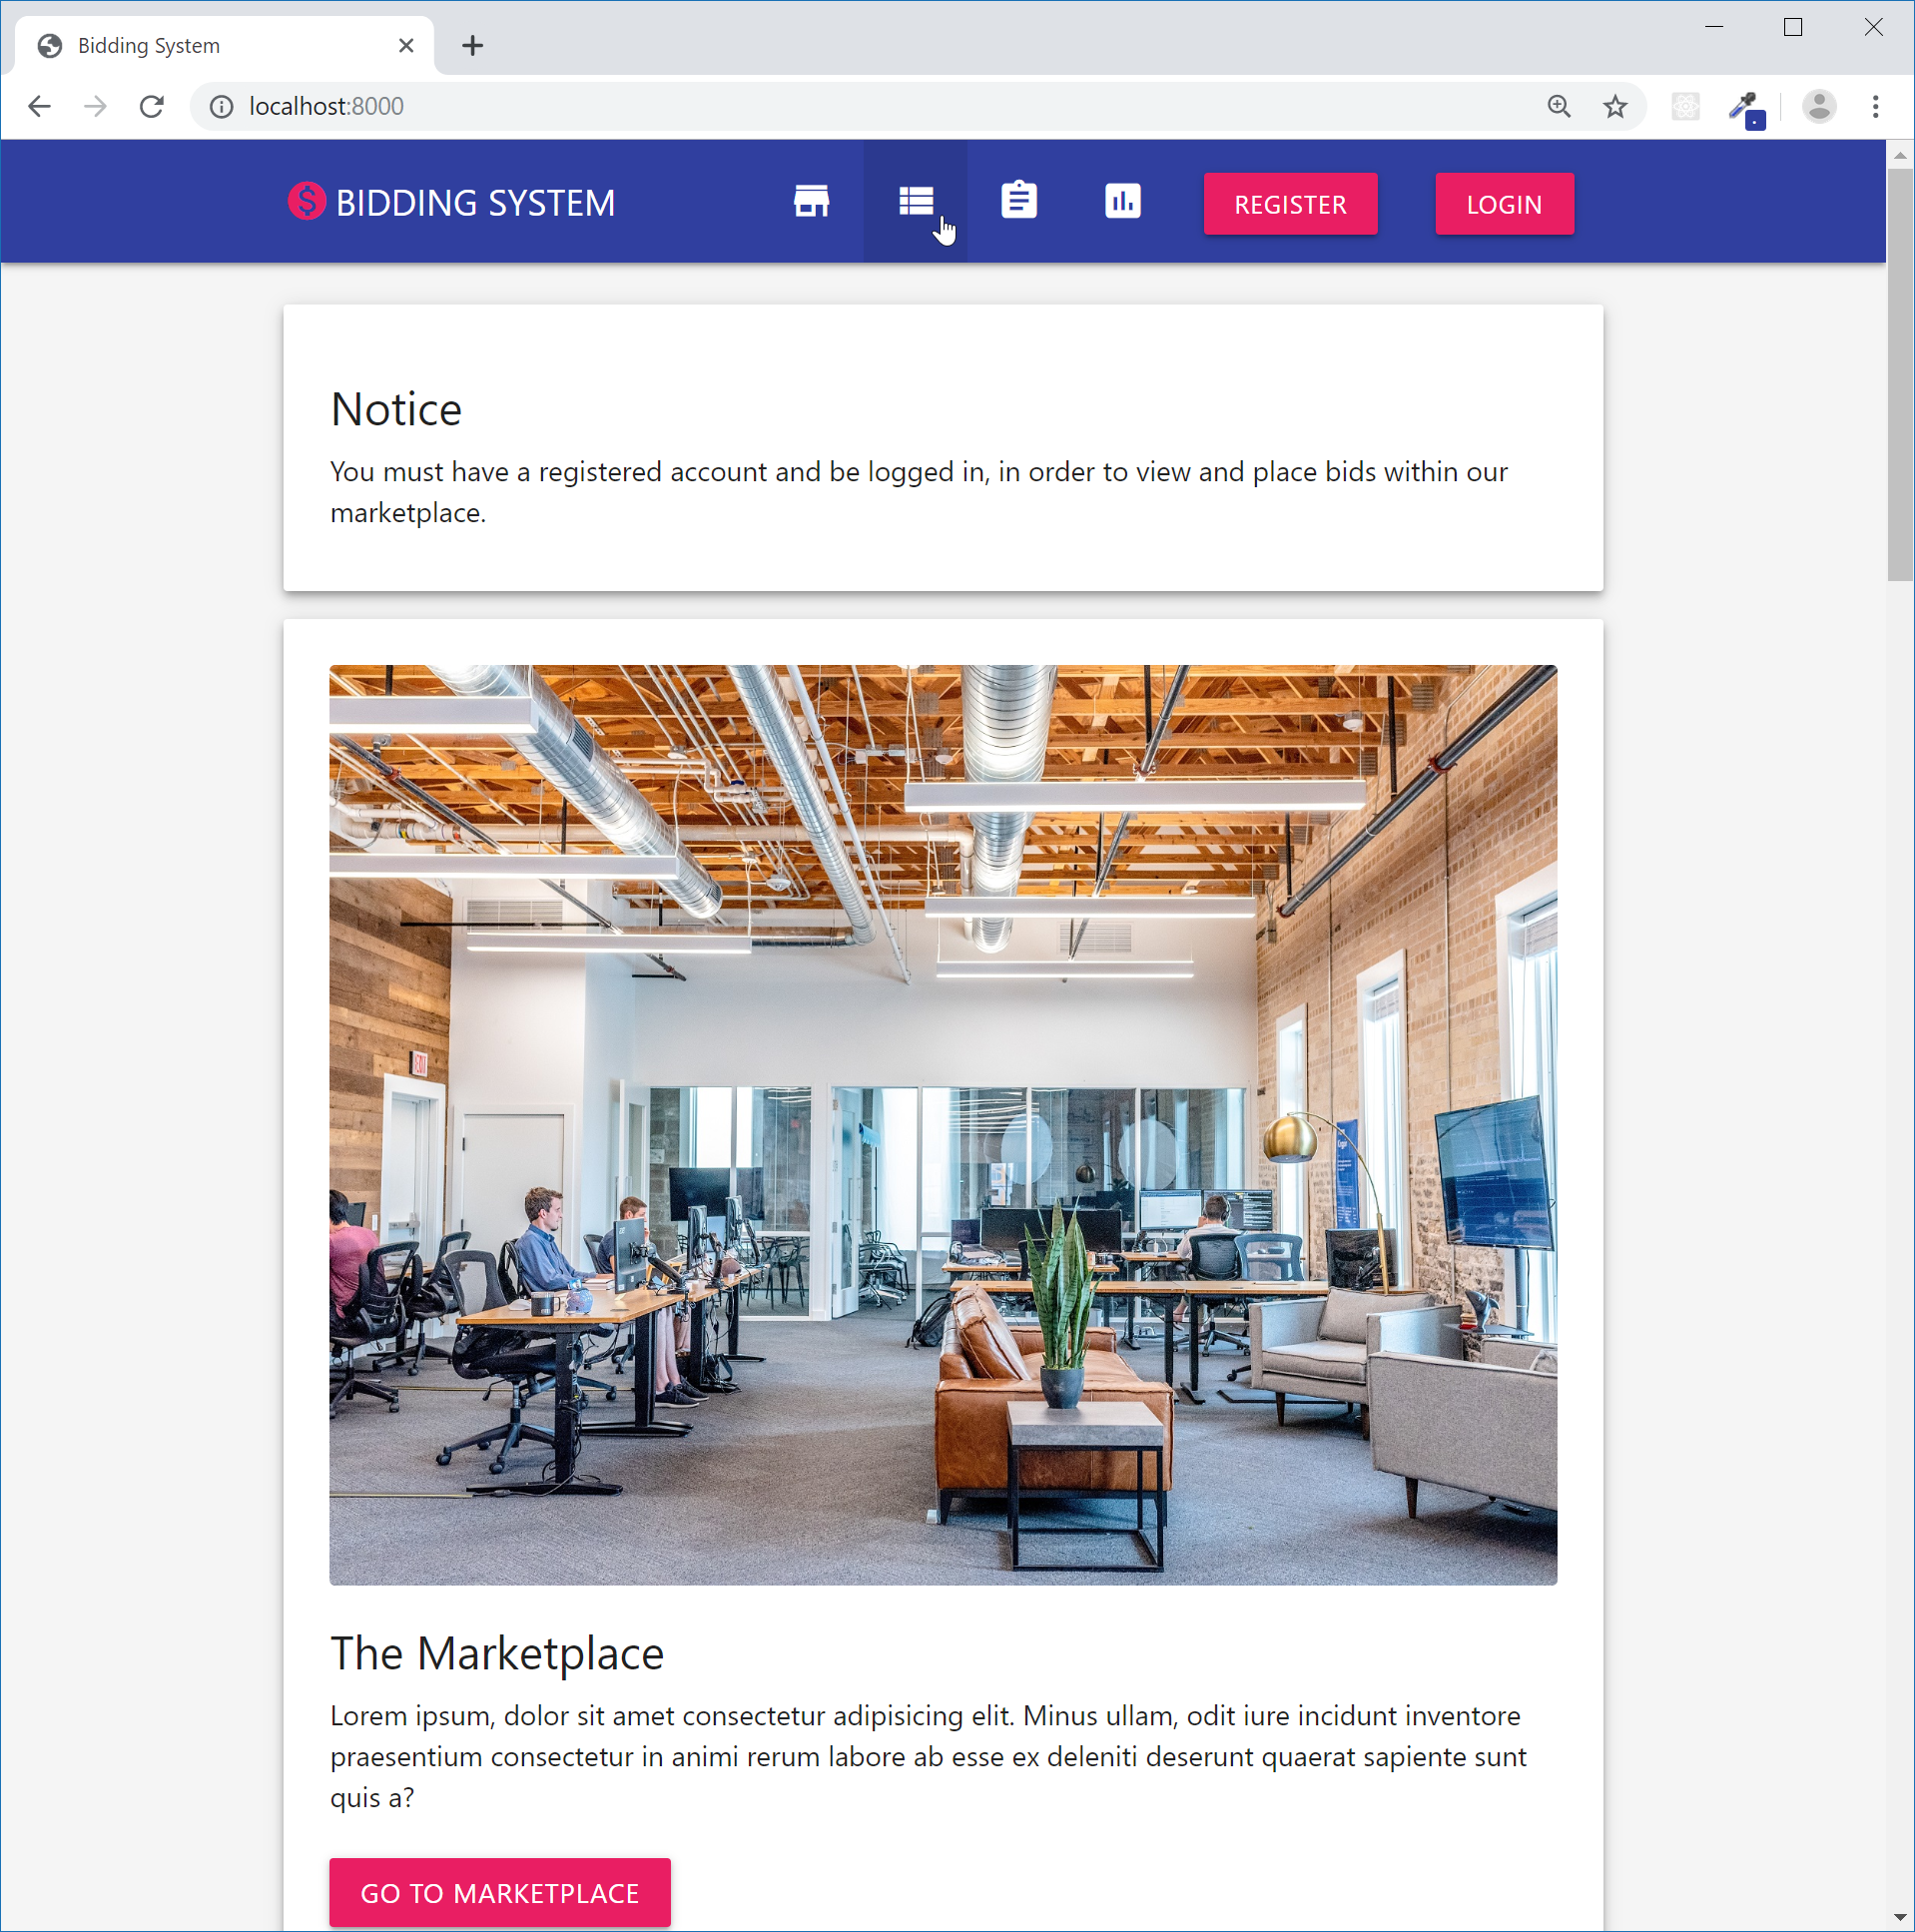 Bidding System
localhost:8000
BIDDING SYSTEM
REGISTER
LOGIN
Notice
You must have a registered account and be logged in, in order to view and place bids within our
marketplace.
EXIT
The Marketplace
Lorem ipsum, dolor sit amet consectetur adipisicing elit. Minus ullam, odit iure incidunt inventore
praesentium consectetur in animi rerum labore ab esse ex deleniti deserunt quaerat sapiente sunt
quis a?
GO TO MARKETPLACE